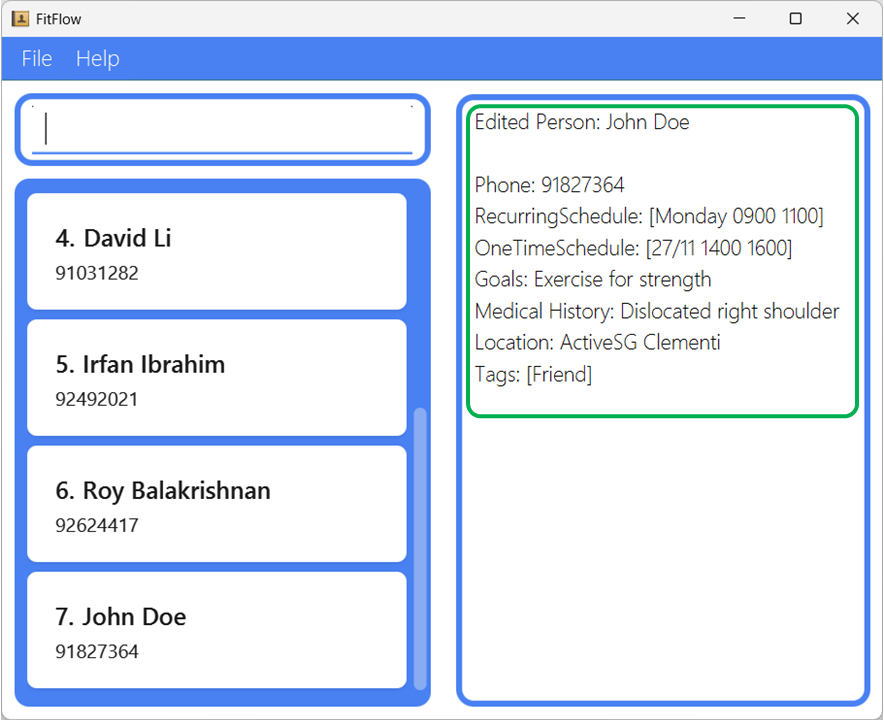 FitFlow
File Help
4. David Li
91031282
5. Irfan Ibrahim
92492021
6. Roy Balakrishnan
92624417
7. John Doe
91827364
Edited Person: John Doe
Phone: 91827364
RecurringSchedule: [Monday 0900 1100]
OneTimeSchedule: [27/11 1400 1600]
Goals: Exercise for strength
Medical History: Dislocated right shoulder
Location: ActiveSG Clementi
Tags: [Friend]